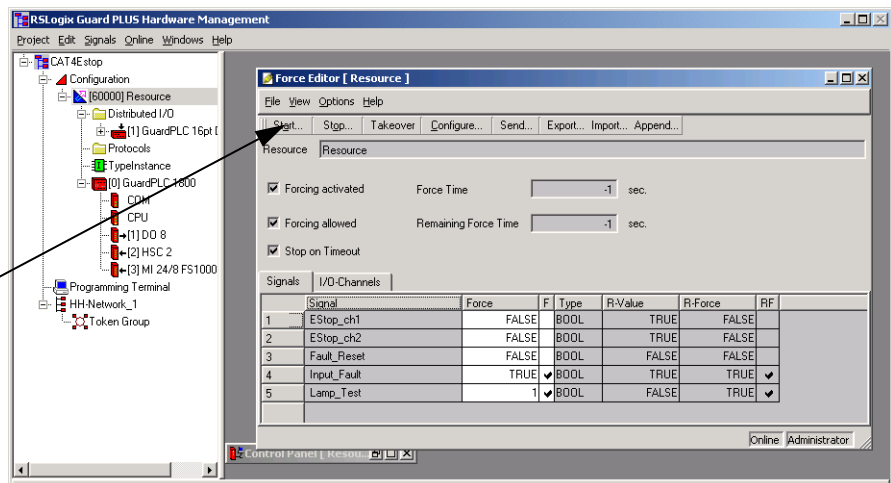 RSLogix Guard PLUS Hardware Management
Project Edit Signals Online Windows Help
CAT4Estop
Configuration
[60000] Resource
Distributed I/O
[1] GuardPLC 16pt
Protocols
TypeInstance
[0] GuardPLC 1800
COM
CPU
[1] DO 8
[2] HSC 2
[3] MI 24/8 FS1000
Programming Terminal
HH-Network_1
Token Group
Force Editor [ Resource ]
File View Options Help
Start... Stop... Takeover Configure... Send... Export... Import... Append...
Resource Resource
Forcing activated Force Time -1 sec.
Forcing allowed Remaining Force Time -1 sec.
Stop on Timeout
Signals I/O-Channels
Signal Force F Type R-Value R-Force RF
1 EStop_ch1 FALSE BOOL TRUE FALSE
2 EStop_ch2 FALSE BOOL TRUE FALSE
3 Fault_Reset FALSE BOOL FALSE FALSE
4 Input_Fault TRUE ✔ BOOL TRUE TRUE ✔
5 Lamp_Test 1 ✔ BOOL FALSE TRUE ✔
Online Administrator
Control Panel [ Resou...